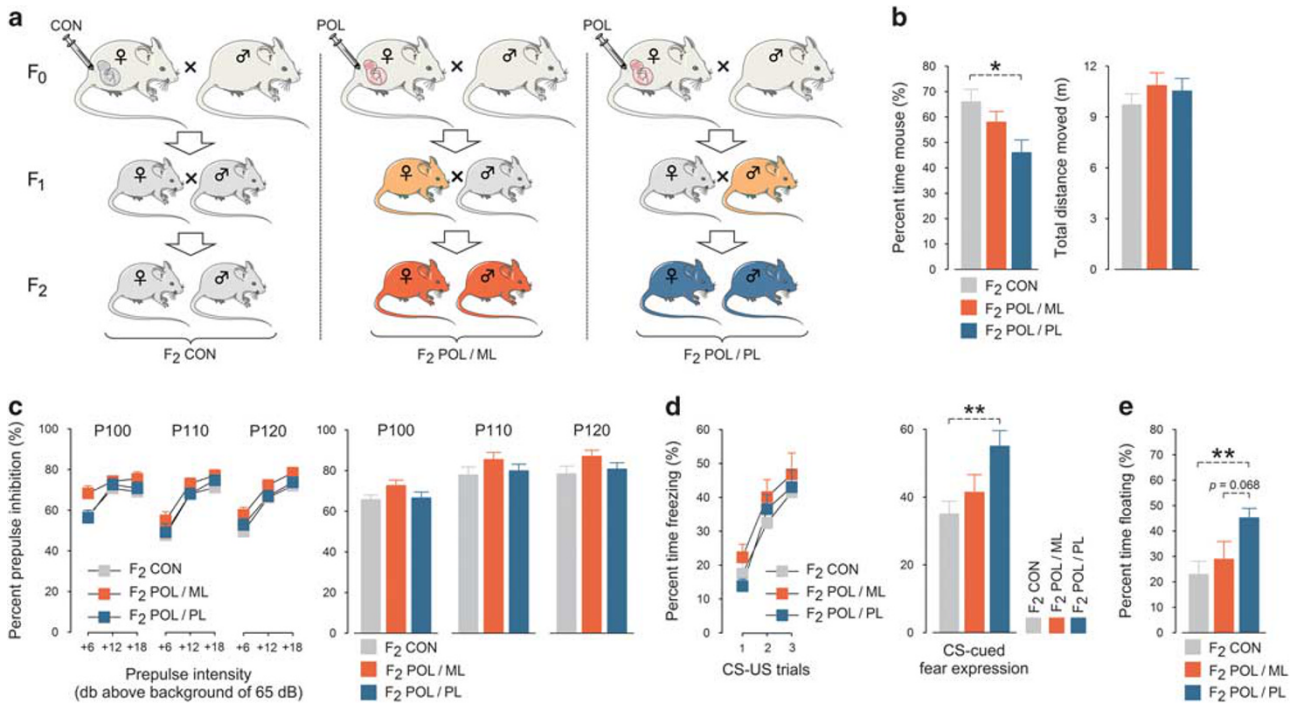 a
CON
POL
POL
♀ × ♂
♀ × ♂
♀ × ♂
F0
♀ × ♂
♀ × ♂
♀ × ♂
F1
♀ ♂
♀ ♂
♀ ♂
F2
F2 CON
F2 POL / ML
F2 POL / PL
b
Percent time mouse (%)
80
70
60
50
40
30
20
10
0
*
Total distance moved (m)
12
9
6
3
0
F2 CON
F2 POL / ML
F2 POL / PL
c
Percent prepulse inhibition (%)
P100 P110 P120
100
80
60
40
20
0
F2 CON
F2 POL / ML
F2 POL / PL
+6 +12 +18 +6 +12 +18 +6 +12 +18
Prepulse intensity
(db above background of 65 dB)
P100 P110 P120
100
80
60
40
20
0
F2 CON
F2 POL / ML
F2 POL / PL
d
Percent time freezing (%)
60
50
40
30
20
10
0
F2 CON
F2 POL / ML
F2 POL / PL
1 2 3
CS-US trials
60
40
20
0
**
CS-cued
fear expression
F2 CON
F2 POL / ML
F2 POL / PL
e
Percent time floating (%)
80
70
60
50
40
30
20
10
0
**
p = 0.068
F2 CON
F2 POL / ML
F2 POL / PL